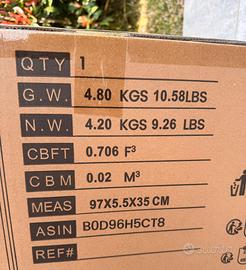 QTY 1
G.W. 4.80 KGS 10.58LBS
N.W. 4.20 KGS 9.26 LBS
CBFT 0.706 F³
CBM 0.02 M³
MEAS 97X5.5X35 CM
ASIN B0D96H5CT8
REF#
subito